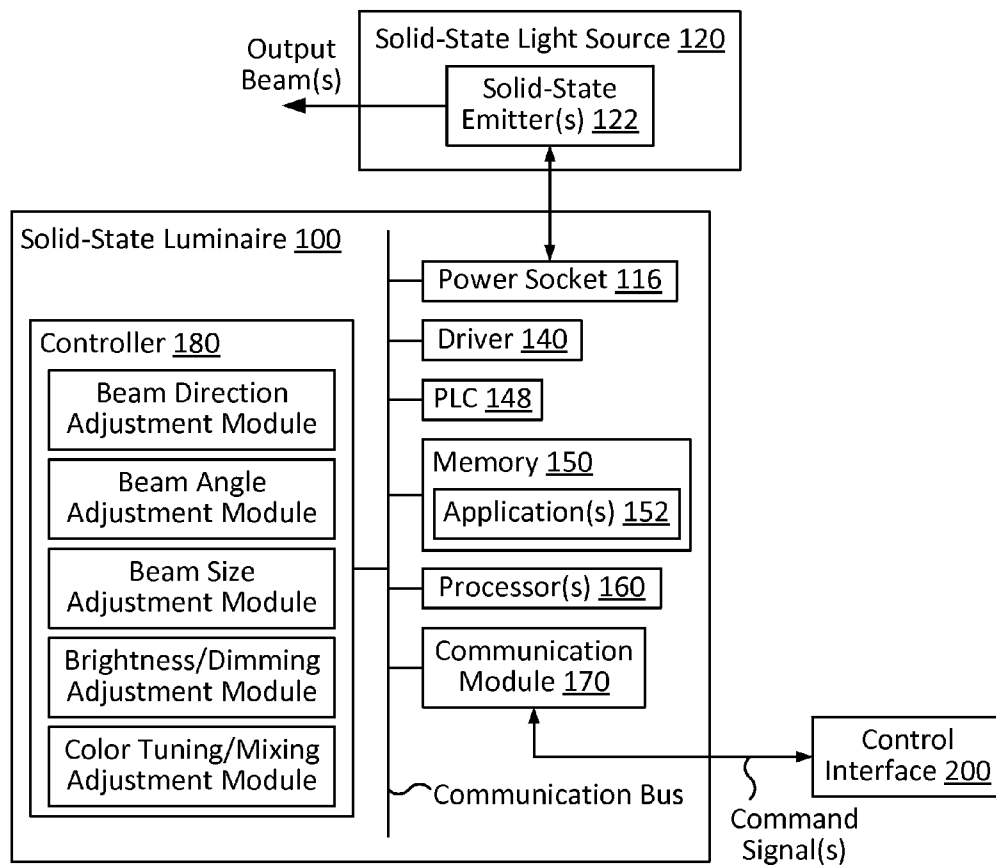 Output
Beam(s)
Solid-State Light Source 120
Solid-State
Emitter(s) 122
Solid-State Luminaire 100
Power Socket 116
Controller 180
Driver 140
Beam Direction
Adjustment Module
PLC 148
Beam Angle
Adjustment Module
Memory 150
Application(s) 152
Beam Size
Adjustment Module
Processor(s) 160
Brightness/Dimming
Adjustment Module
Communication
Module 170
Color Tuning/Mixing
Adjustment Module
Communication Bus
Control
Interface 200
Command
Signal(s)